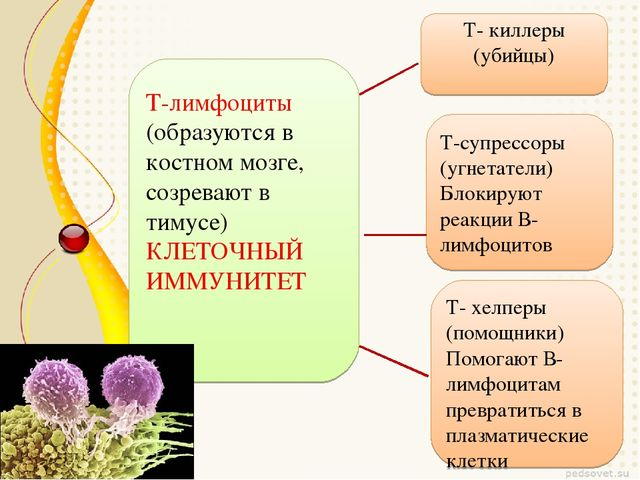 Т-лимфоциты
(образуются в
костном мозге,
созревают в
тимусе)
КЛЕТОЧНЫЙ
ИММУНИТЕТ
Т- киллеры
(убийцы)
Т-супрессоры
(угнетатели)
Блокируют
реакции В-
лимфоцитов
Т- хелперы
(помощники)
Помогают В-
лимфоцитам
превратиться в
плазматические
клетки
pedsovet.su